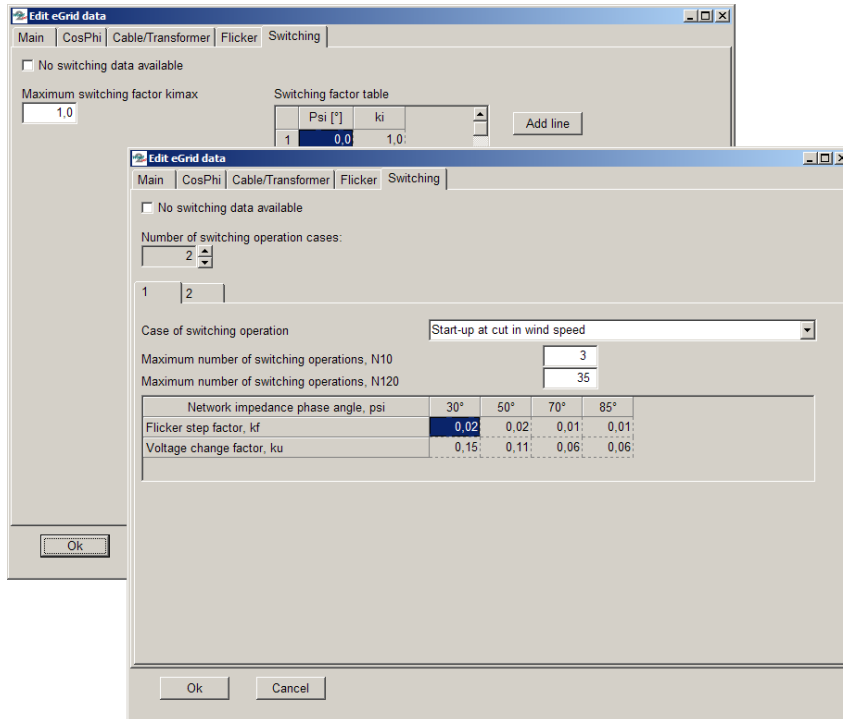 Edit eGrid data
Main CosPhi Cable/Transformer Flicker Switching
No switching data available
Maximum switching factor kimax
1,0
Switching factor table
Psi [°] ki
1 0,0 1,0
Add line
Ok
Edit eGrid data
Main CosPhi Cable/Transformer Flicker Switching
No switching data available
Number of switching operation cases:
2
1 2
Case of switching operation Start-up at cut in wind speed
Maximum number of switching operations, N10 3
Maximum number of switching operations, N120 35
Network impedance phase angle, psi 30° 50° 70° 85°
Flicker step factor, kf 0,02 0,02 0,01 0,01
Voltage change factor, ku 0,15 0,11 0,06 0,06
Ok Cancel